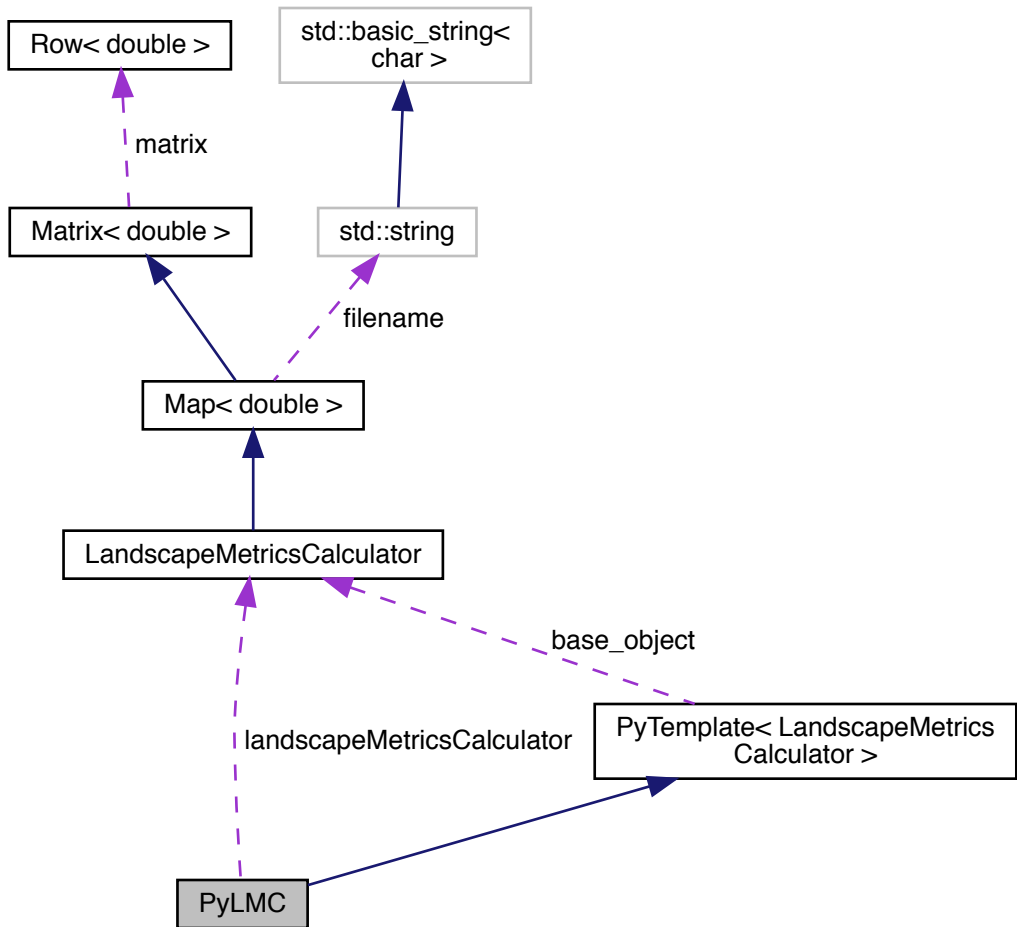 Row< double >
std::basic_string<
char >
matrix
Matrix< double >
std::string
filename
Map< double >
LandscapeMetricsCalculator
base_object
landscapeMetricsCalculator
PyTemplate< LandscapeMetrics
Calculator >
PyLMC